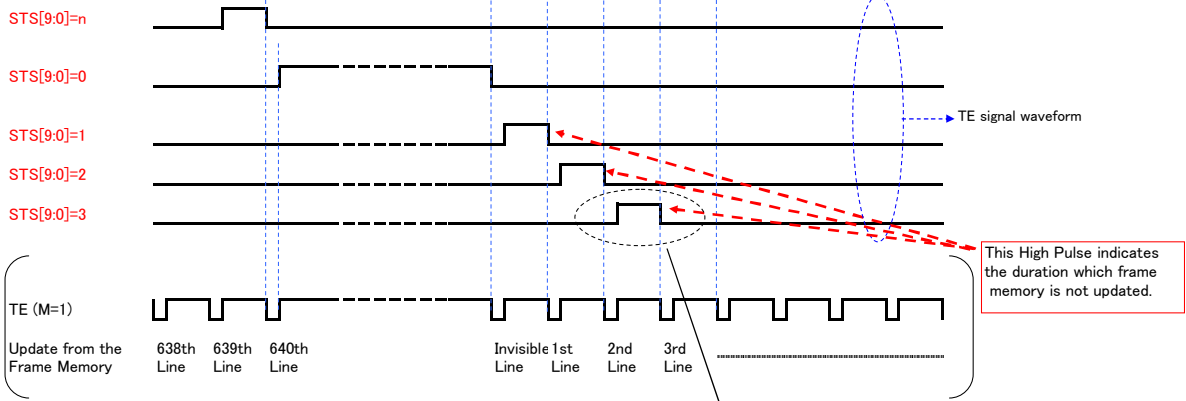 STS[9:0]=n
STS[9:0]=0
STS[9:0]=1
TE signal waveform
STS[9:0]=2
STS[9:0]=3
This High Pulse indicates
the duration which frame
memory is not updated.
TE (M=1)
Update from the
Frame Memory
638th
Line
639th
Line
640th
Line
Invisible
Line
1st
Line
2nd
Line
3rd
Line